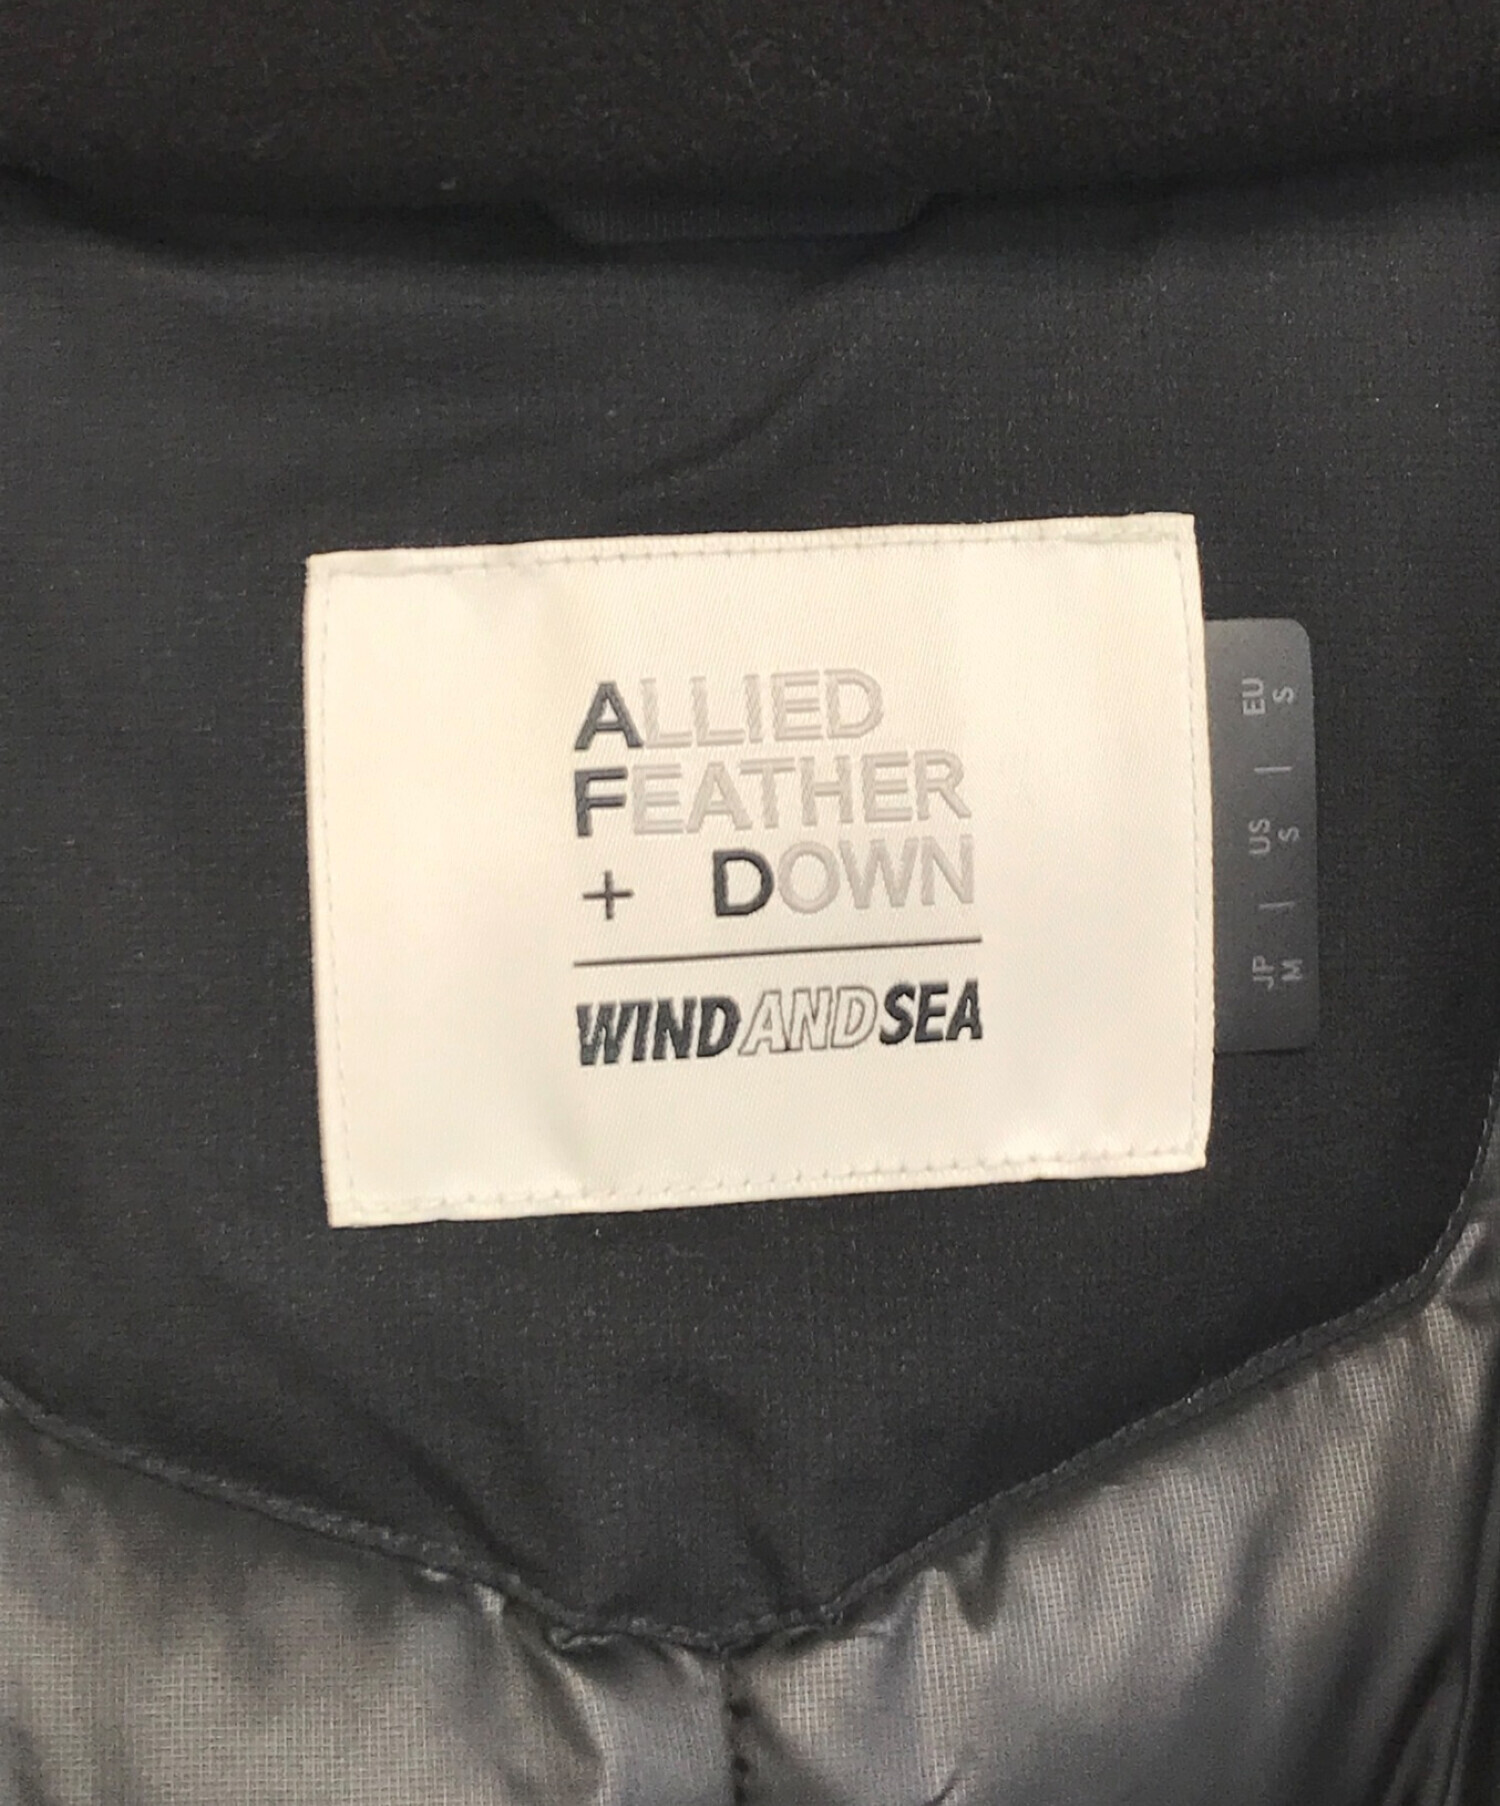 ALLIED
FEATHER
+ DOWN
WINDANDSEA
JP | US | EU
M | S | S